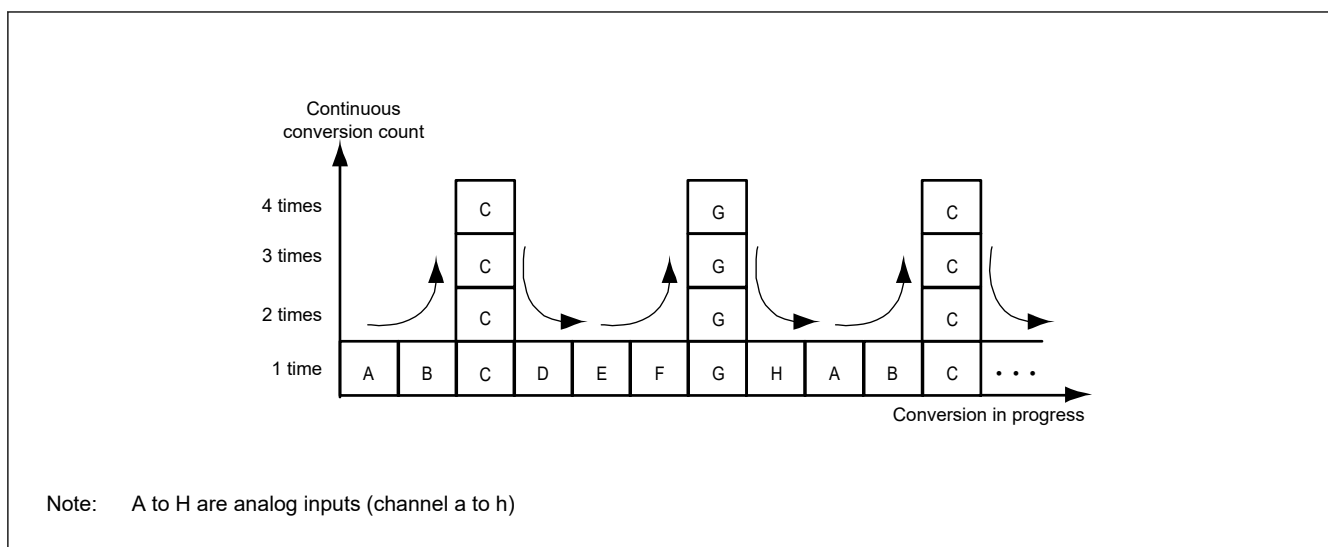 Continuous
conversion count
4 times
C
G
C
3 times
C
G
C
2 times
C
G
C
1 time
A
B
C
D
E
F
G
H
A
B
C
• • •
Conversion in progress
Note: A to H are analog inputs (channel a to h)